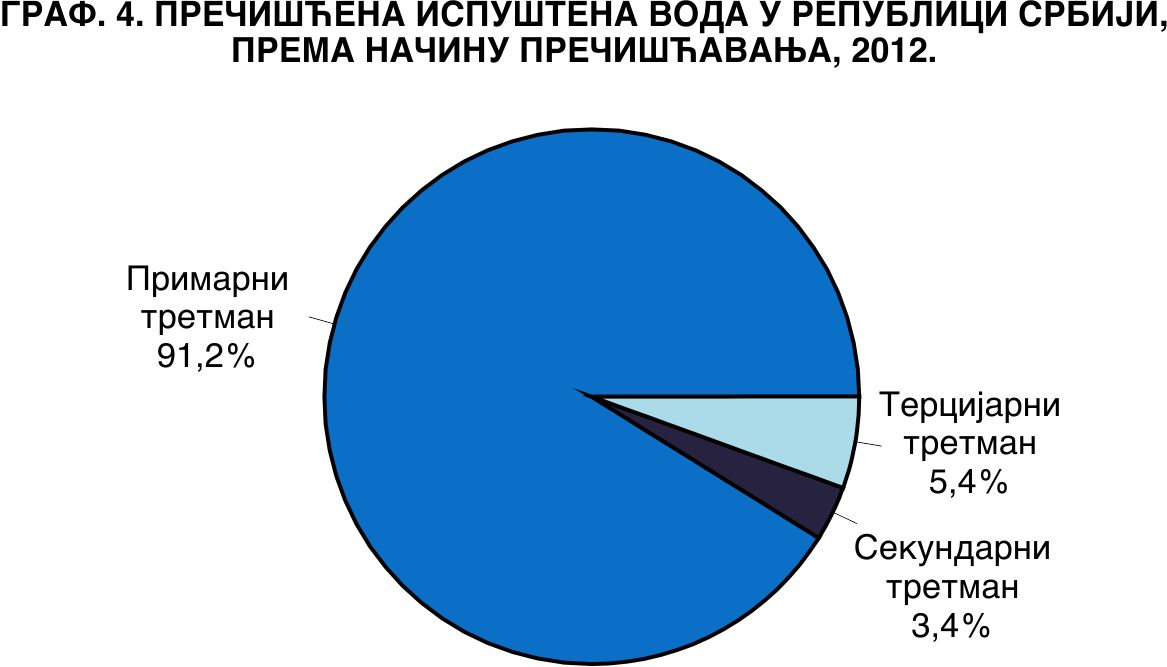 ГРАФ. 4. ПРЕЧИШЋЕНА ИСПУШТЕНА ВОДА У РЕПУБЛИЦИ СРБИЈИ,
ПРЕМА НАЧИНУ ПРЕЧИШЋАВАЊА, 2012.
Примарни
третман
91,2%
Терцијарни
третман
5,4%
Секундарни
третман
3,4%